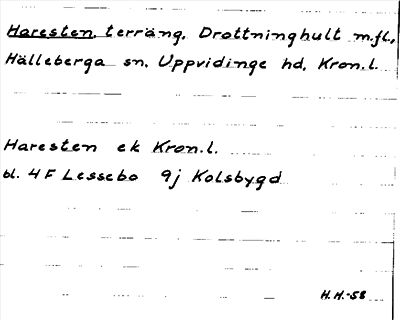 Haresten, terräng, Drottninghult m.fl.,
Hälleberga sn, Uppvidinge hd, Kron.l.
Haresten ek Kron.l.
bl. 4F Lessebo 9j Kolsbygd
H.H.-58